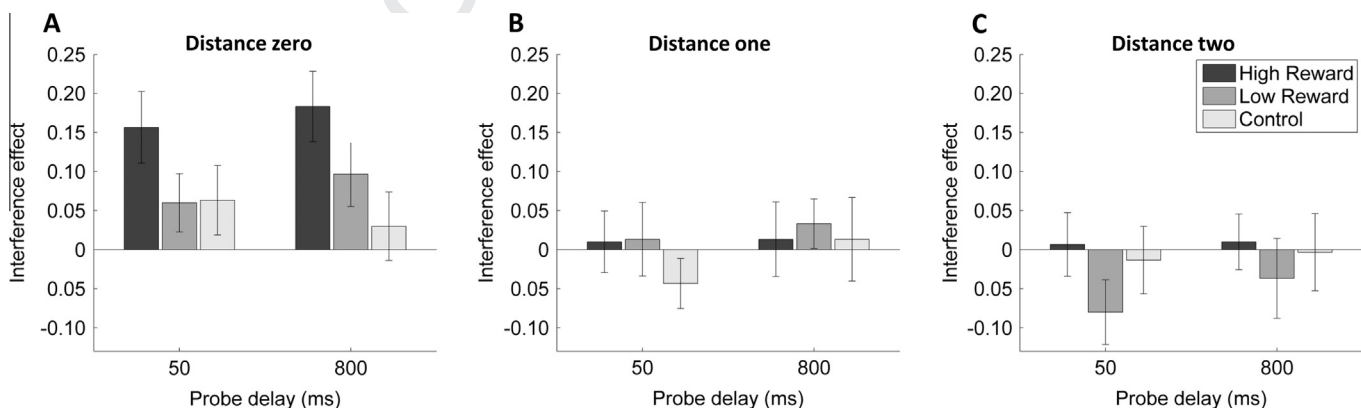 A
Distance zero
0.25
0.20
0.15
0.10
0.05
0
0.05
-0.10
Interference effect
50
800
Probe delay (ms)
B
Distance one
0.25
0.20
0.15
0.10
0.05
0
0.05
-0.10
Interference effect
50
800
Probe delay (ms)
C
Distance two
High Reward
Low Reward
Control
0.25
0.20
0.15
0.10
0.05
0
0.05
-0.10
Interference effect
50
800
Probe delay (ms)